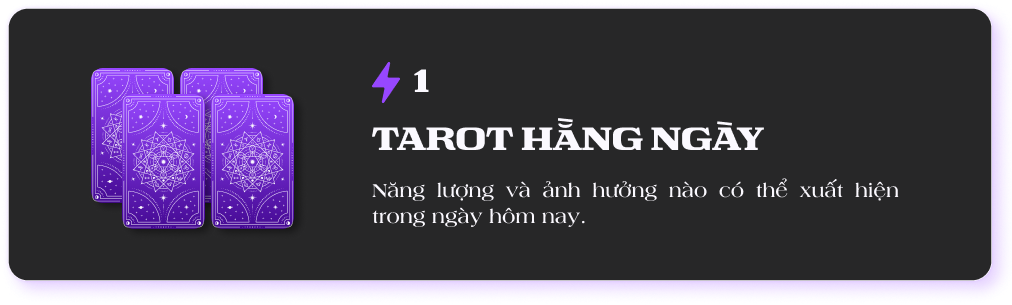 1
TAROT HẰNG NGÀY
Năng lượng và ảnh hưởng nào có thể xuất hiện
trong ngày hôm nay.